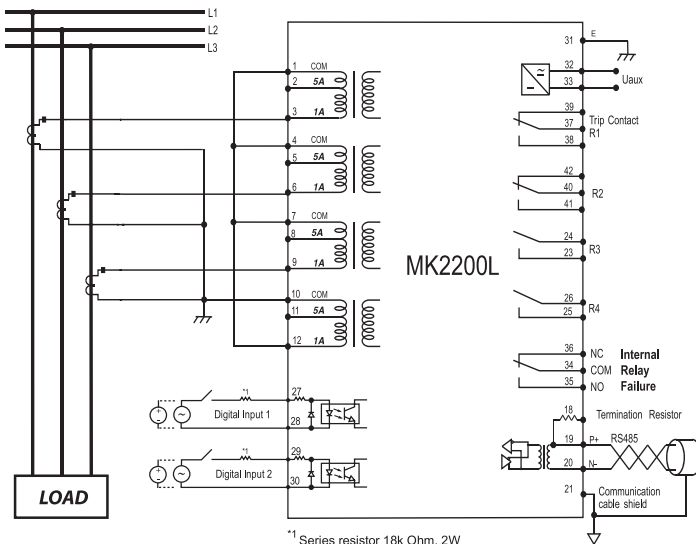 L1
L2
L3
1 COM
2 5A
3 1A
4 COM
5 5A
6 1A
7 COM
8 5A
9 1A
10 COM
11 5A
12 1A
MK2200L
31 E
32
33
Uaux
39
37
38
Trip Contact
R1
42
40
41
R2
24
23
R3
26
25
R4
36 NC Internal
34 COM Relay
35 NO Failure
18 Termination Resistor
19 P+ RS485
20 N-
21 Communication
cable shield
*1
27
Digital Input 1
28
*1
29
Digital Input 2
30
LOAD
*1 Series resistor 18k Ohm, 2W